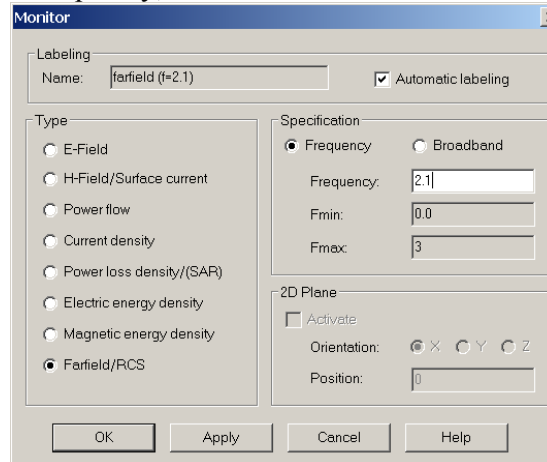 Monitor
Labeling
Name: farfield (f=2.1) Automatic labeling
Type
E-Field
H-Field/Surface current
Power flow
Current density
Power loss density/(SAR)
Electric energy density
Magnetic energy density
Farfield/RCS
Specification
Frequency Broadband
Frequency: 2.1
Fmin: 0.0
Fmax: 3
2D Plane
Activate
Orientation: X Y Z
Position: 0
OK Apply Cancel Help